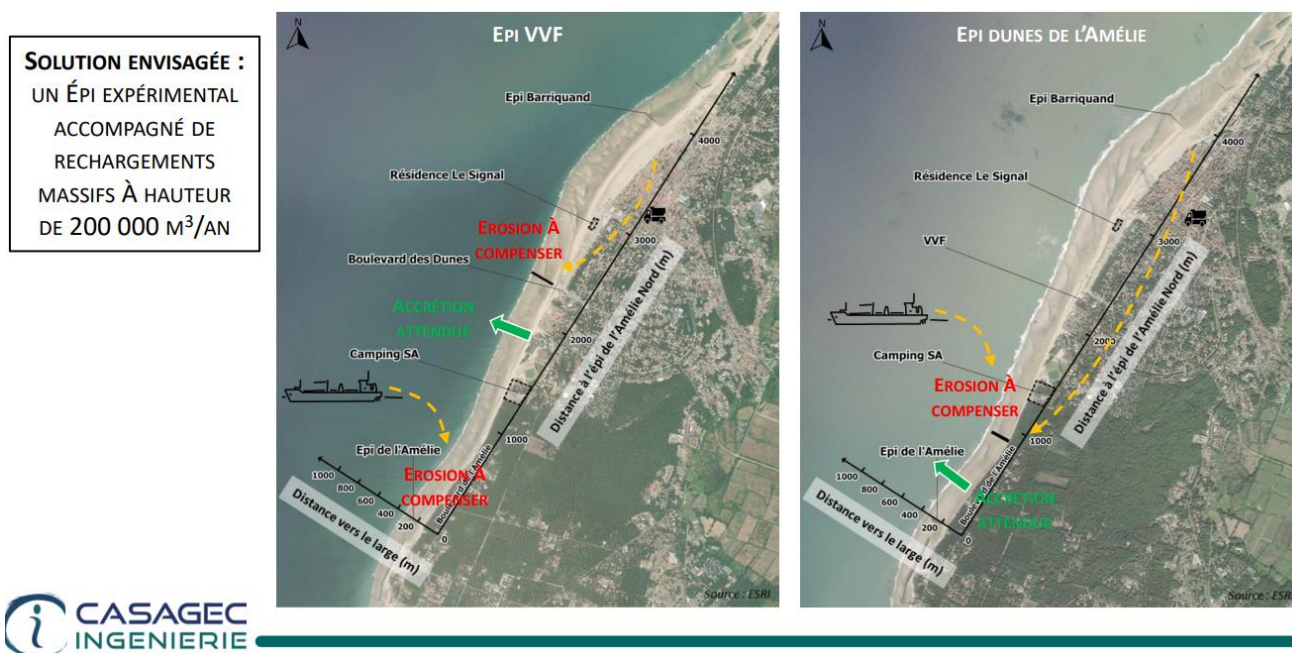 SOLUTION ENVISAGÉE :
UN ÉPI EXPÉRIMENTAL
ACCOMPAGNÉ DE
RECHARGEMENTS
MASSIFS À HAUTEUR
DE 200 000 M³/AN
EPI VVF
N
Epi Barriquand
4000
Résidence Le Signal
EROSION À
COMPENSER
3000
Boulevard des Dunes
ACCRÉTION
ATTENDUE
2000
Camping SA
Distance à l'épi de l'Amélie Nord (m)
1000
Epi de l'Amélie
EROSION À
COMPENSER
Boulevard de l'Amélie
1000
800
600
400
200
0
Distance vers le large (m)
Source : ESRI
EPI DUNES DE L'AMÉLIE
N
Epi Barriquand
4000
Résidence Le Signal
3000
VVF
2000
Camping SA
Distance à l'épi de l'Amélie Nord (m)
EROSION À
COMPENSER
1000
Epi de l'Amélie
Boulevard de l'Amélie
ACCRÉTION
ATTENDUE
1000
800
600
400
200
0
Distance vers le large (m)
Source : ESRI
CASAGEC
INGENIERIE